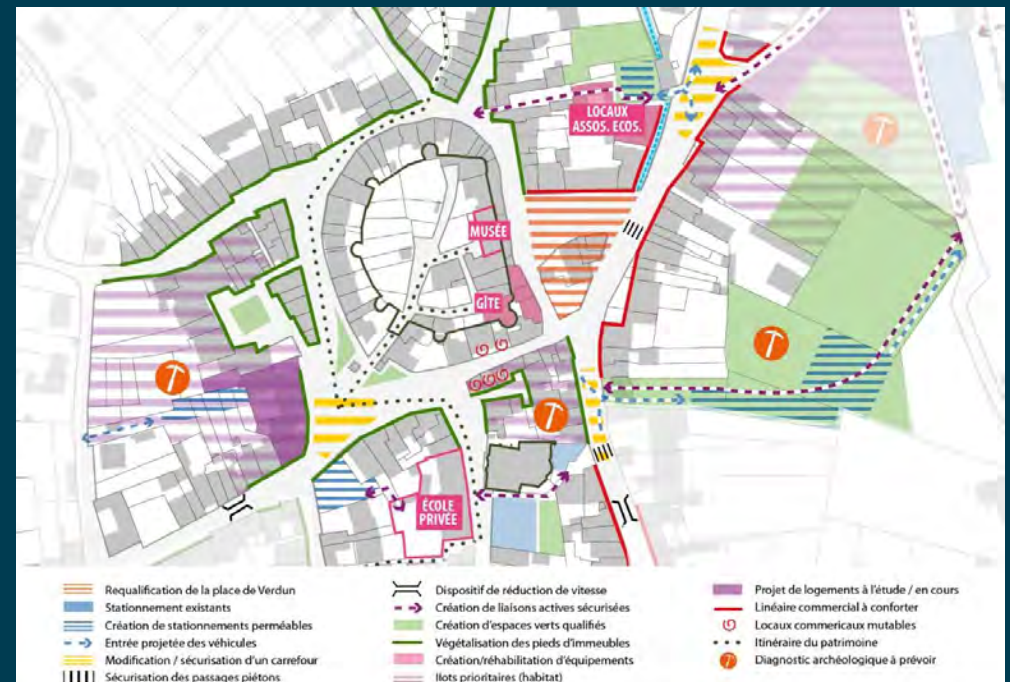 LOCAUX
ASSOS. ECOS.
MUSÉE
GÎTE
ÉCOLE
PRIVÉE
Requalification de la place de Verdun
Stationnement existants
Création de stationnements perméables
Entrée projetée des véhicules
Modification / sécurisation d'un carrefour
Sécurisation des passages piétons
Dispositif de réduction de vitesse
Création de liaisons actives sécurisées
Création d'espaces verts qualifiés
Végétalisation des pieds d'immeubles
Création/réhabilitation d'équipements
Ilots prioritaires (habitat)
Projet de logements à l'étude / en cours
Linéaire commercial à conforter
Locaux commericaux mutables
Itinéraire du patrimoine
Diagnostic archéologique à prévoir